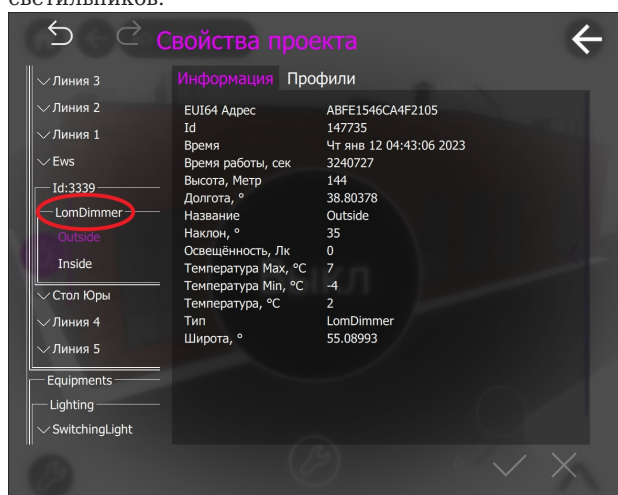 светильников.
Свойства проекта
Информация Профили
Линия 3
Линия 2
Линия 1
Ews
Id:3339
LomDimmer
Outside
Inside
Стол Юры
Линия 4
Линия 5
Equipments
Lighting
SwitchingLight
EUI64 Адрес ABFE1546CA4F2105
Id 147735
Время Чт янв 12 04:43:06 2023
Время работы, сек 3240727
Высота, Метр 144
Долгота, ° 38.80378
Название Outside
Наклон, ° 35
Освещённость, Лк 0
Температура Max, °C 7
Температура Min, °C -4
Температура, °C 2
Тип LomDimmer
Широта, ° 55.08993